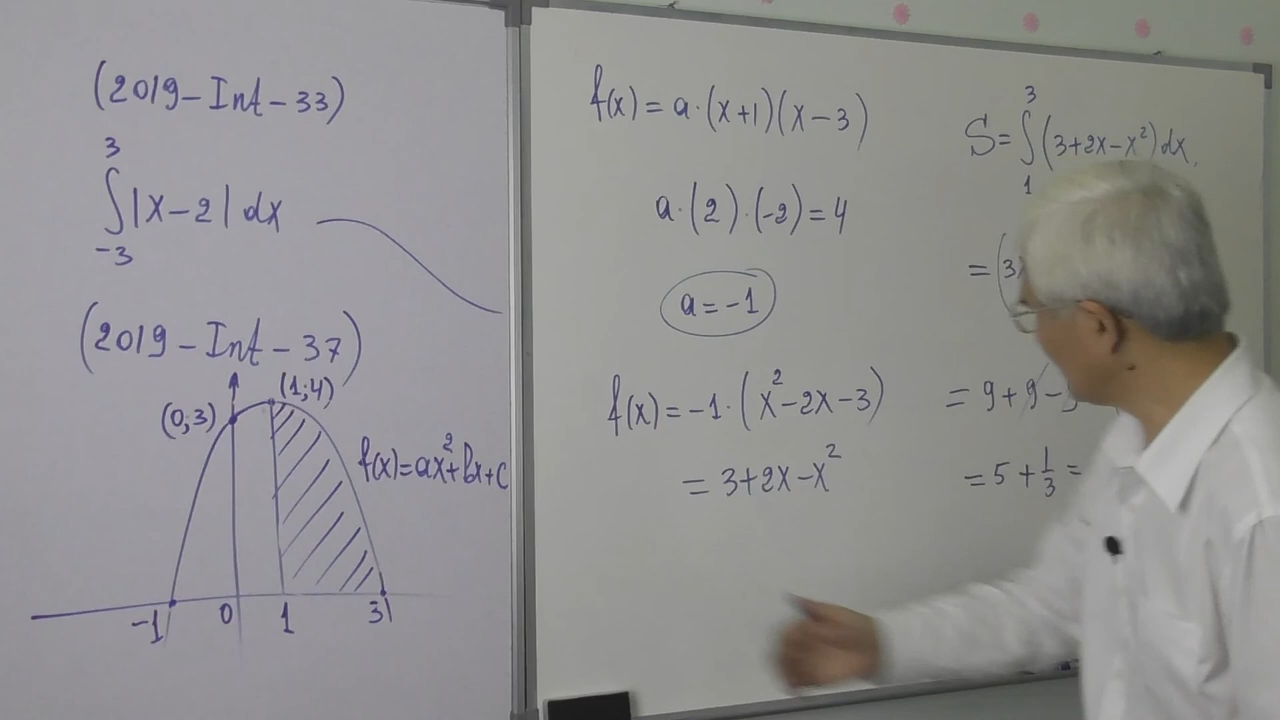 (2019-Int-33)
3
∫|x-2| dx
-3
(2019-Int-37)
(1;4)
(0;3)
f(x)=ax²+bx+c
-1 0 1 3
f(x)=a·(x+1)(x-3)
a·(2)·(-2)=4
a=-1
f(x)=-1·(x²-2x-3)
=3+2x-x²
3
S=∫(3+2x-x²)dx
1
=(3x
=9+9-
=5+1/3=